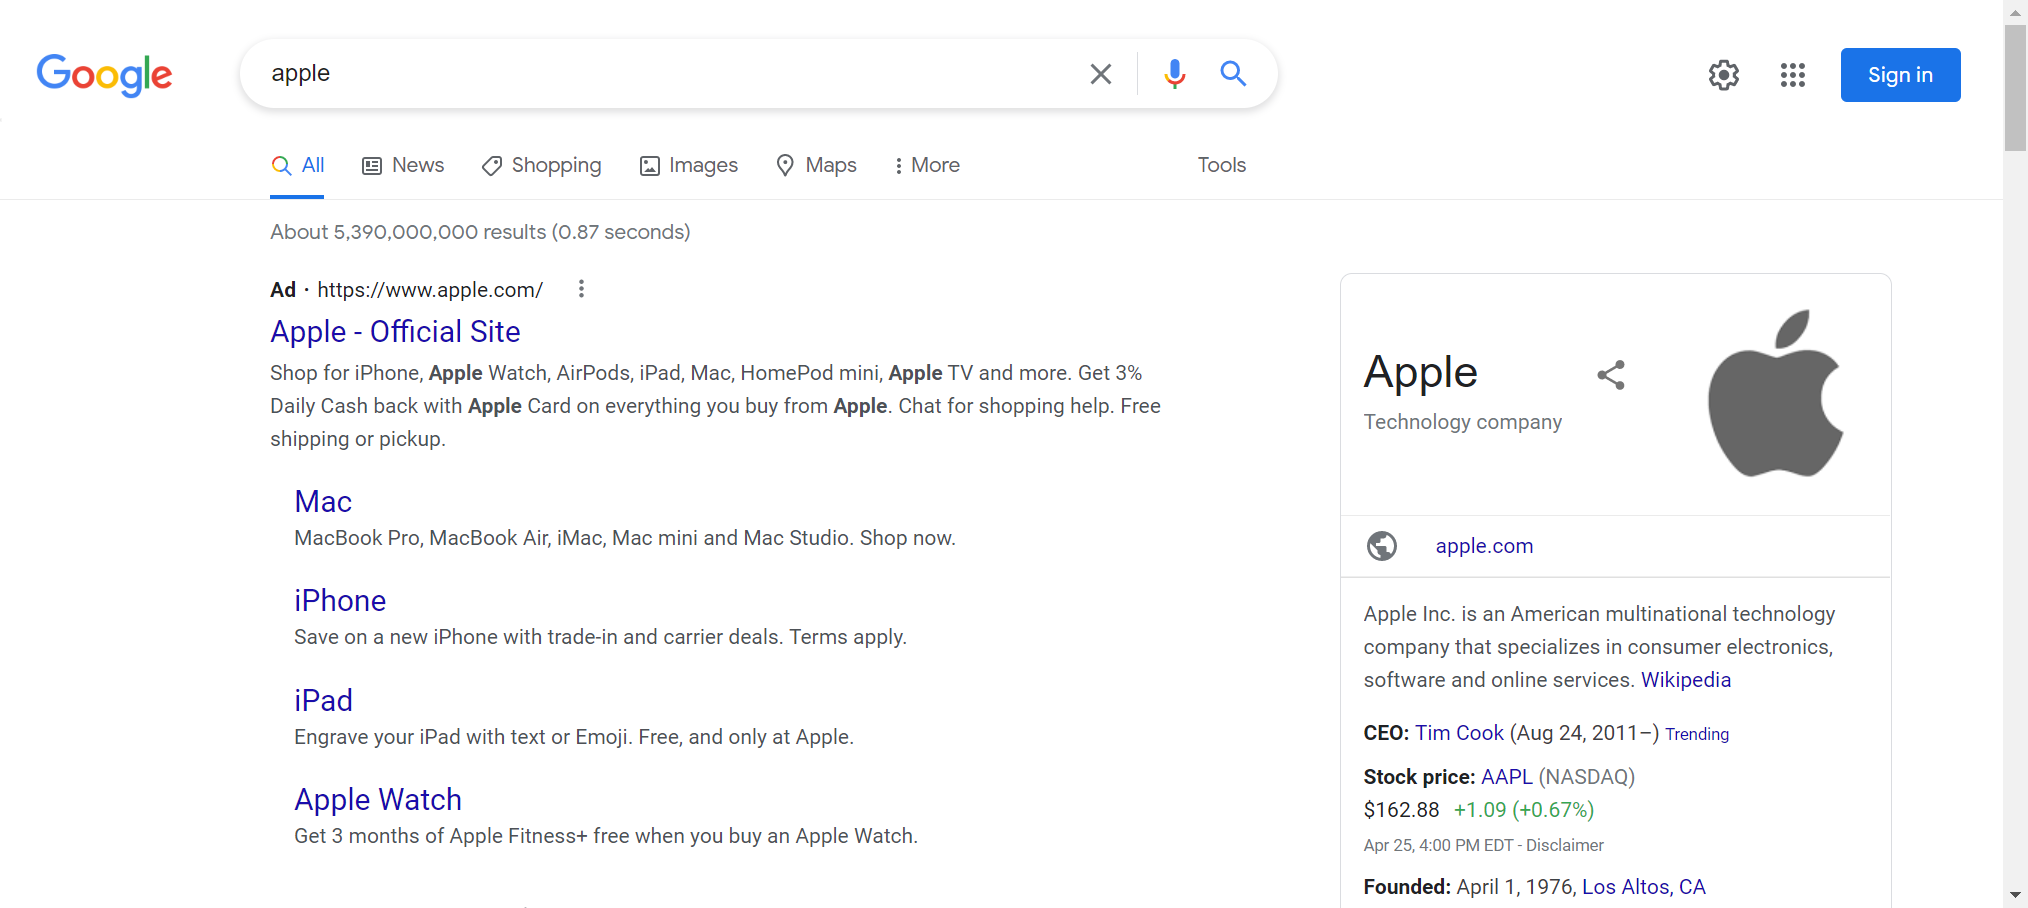 Google
apple
Sign in
All
News
Shopping
Images
Maps
More
Tools
About 5,390,000,000 results (0.87 seconds)
Ad · https://www.apple.com/
Apple - Official Site
Shop for iPhone, Apple Watch, AirPods, iPad, Mac, HomePod mini, Apple TV and more. Get 3%
Daily Cash back with Apple Card on everything you buy from Apple. Chat for shopping help. Free
shipping or pickup.
Mac
MacBook Pro, MacBook Air, iMac, Mac mini and Mac Studio. Shop now.
iPhone
Save on a new iPhone with trade-in and carrier deals. Terms apply.
iPad
Engrave your iPad with text or Emoji. Free, and only at Apple.
Apple Watch
Get 3 months of Apple Fitness+ free when you buy an Apple Watch.
Apple
Technology company
apple.com
Apple Inc. is an American multinational technology
company that specializes in consumer electronics,
software and online services. Wikipedia
CEO: Tim Cook (Aug 24, 2011–) Trending
Stock price: AAPL (NASDAQ)
$162.88 +1.09 (+0.67%)
Apr 25, 4:00 PM EDT - Disclaimer
Founded: April 1, 1976, Los Altos, CA